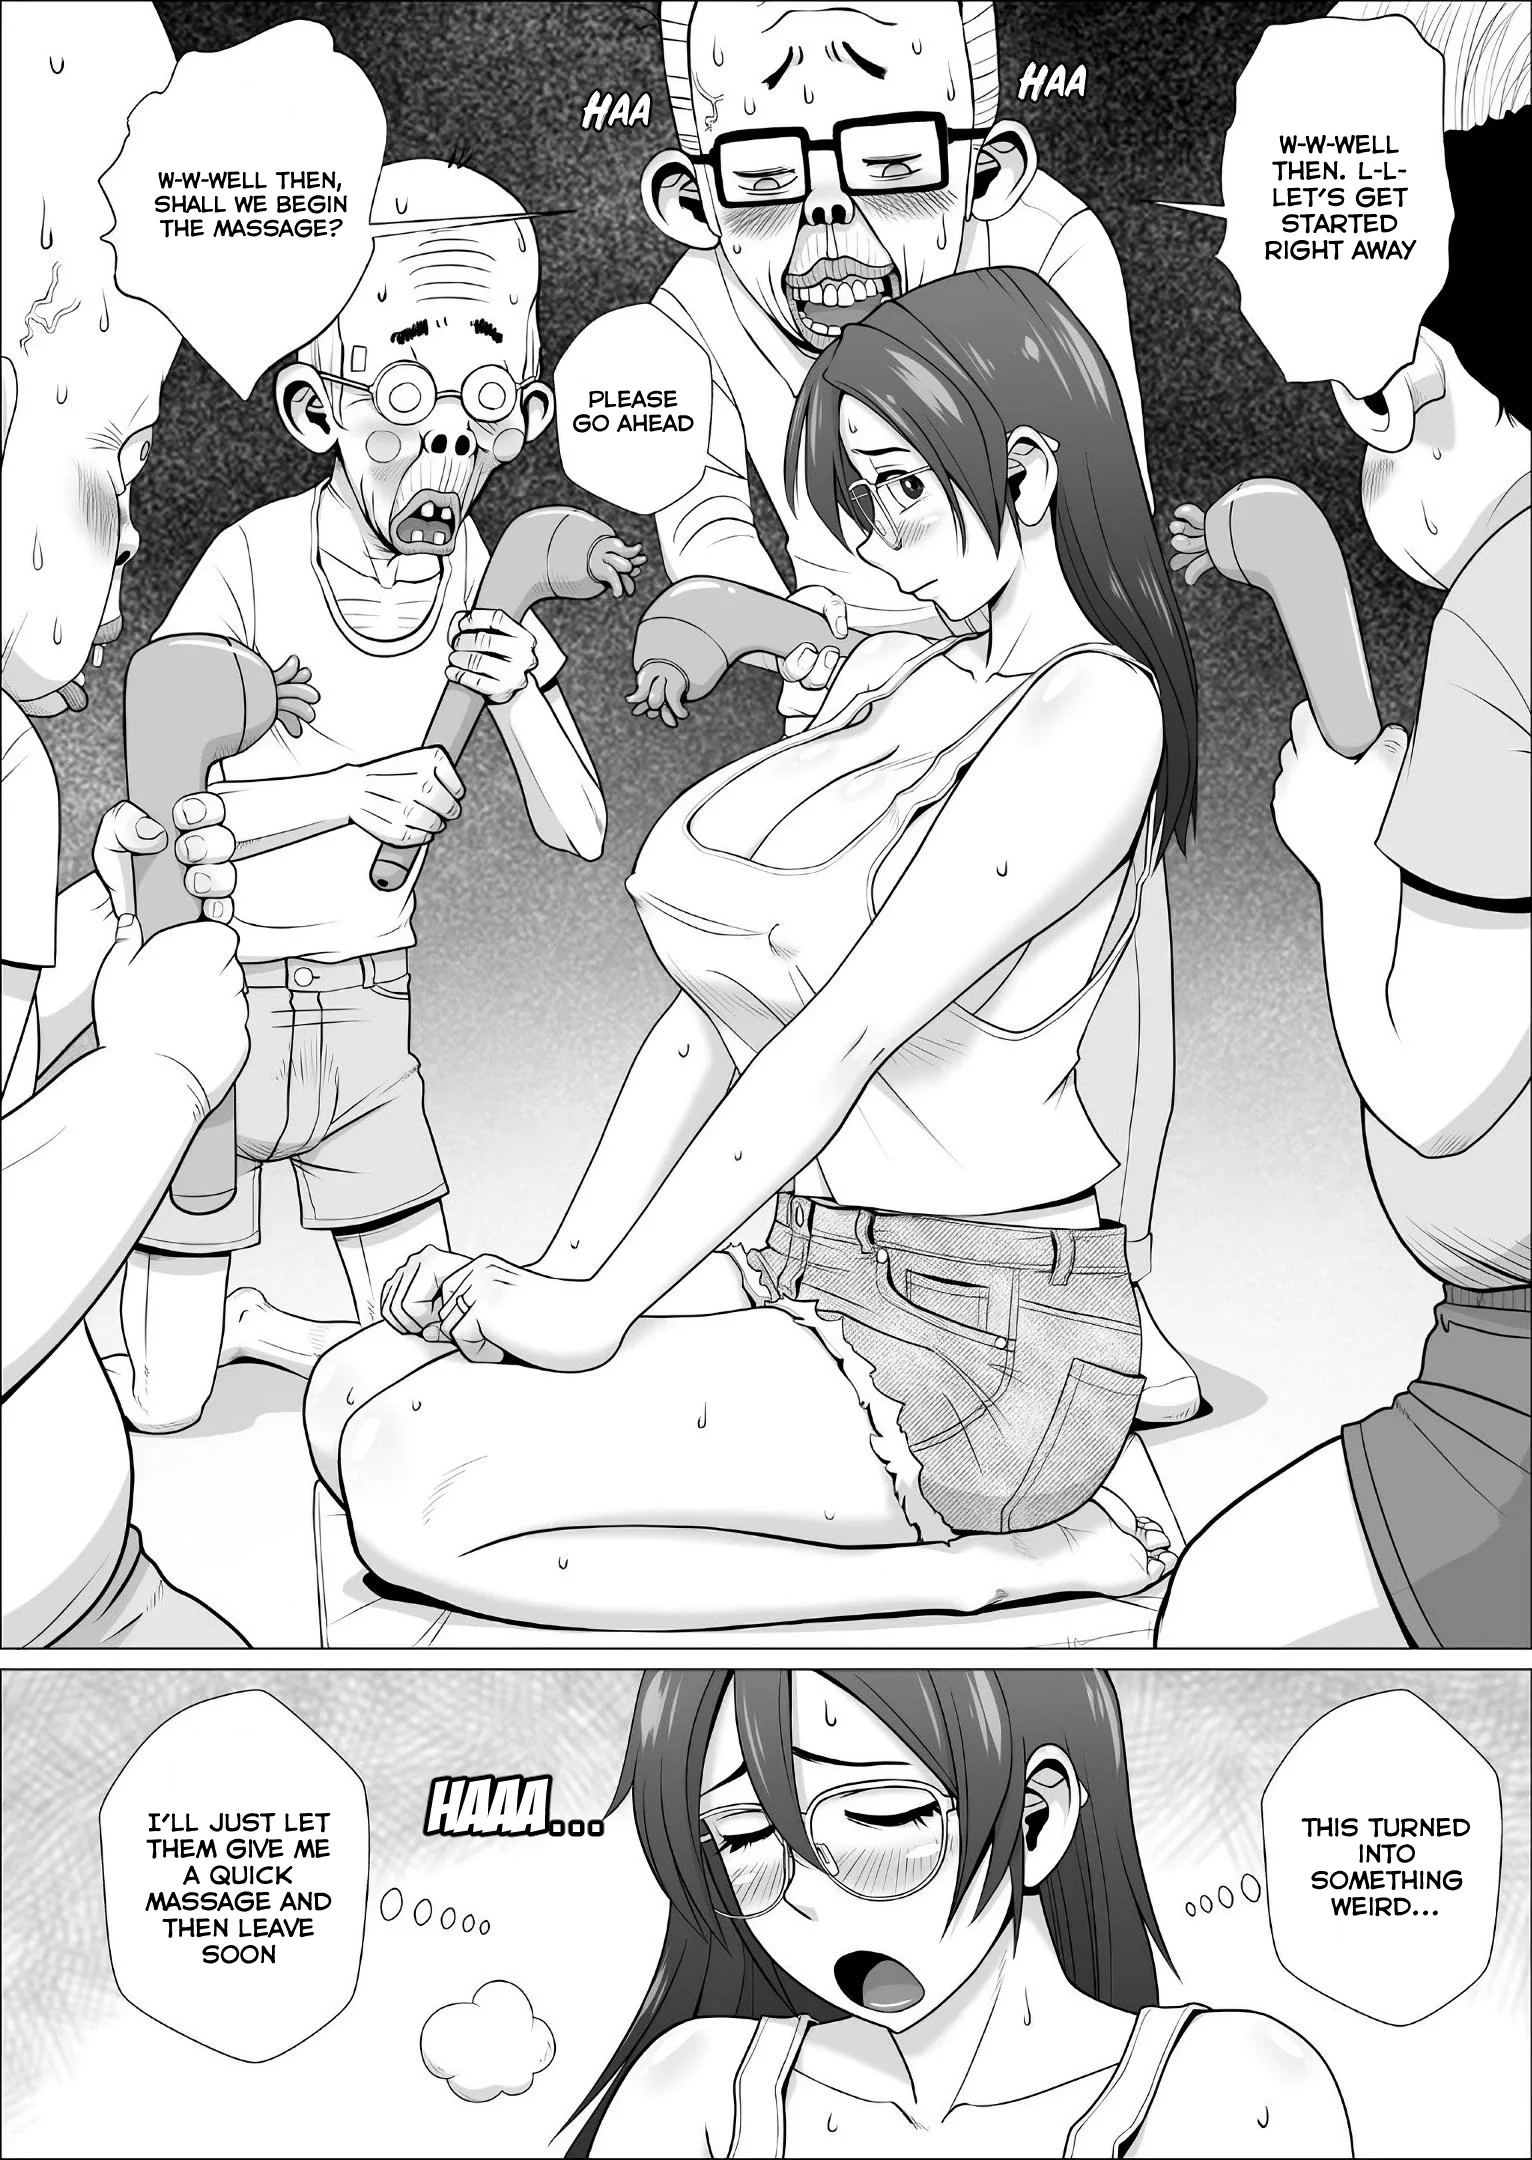 W-W-WELL
THEN. L-L-
LET'S GET
STARTED
RIGHT AWAY
HAA
HAA
W-W-WELL THEN,
SHALL WE BEGIN
THE MASSAGE?
PLEASE
GO AHEAD
THIS TURNED
INTO
SOMETHING
WEIRD...
HAAA...
I'LL JUST LET
THEM GIVE ME
A QUICK
MASSAGE AND
THEN LEAVE
SOON